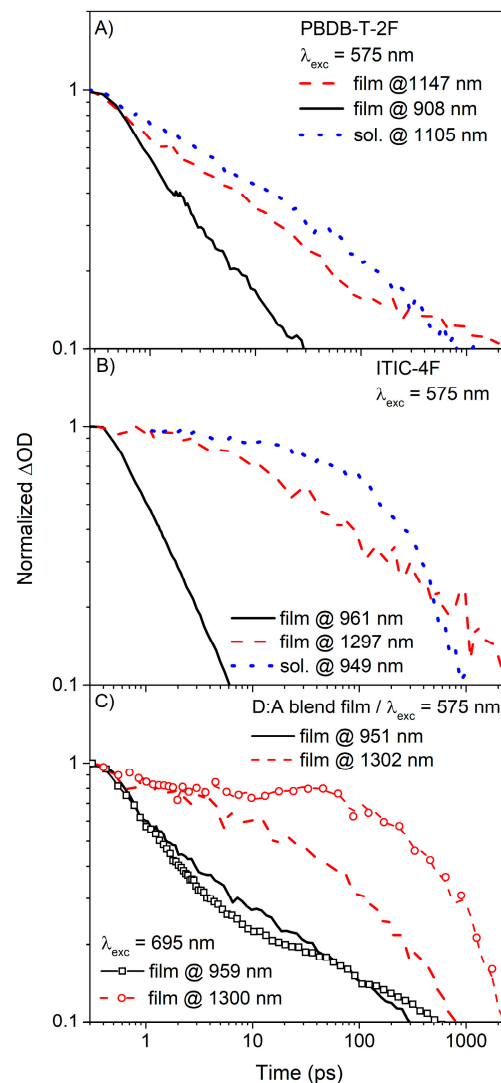 A)
PBDB-T-2F
λexc = 575 nm
film @1147 nm
film @ 908 nm
sol. @ 1105 nm
1
0.1
B)
ITIC-4F
λexc = 575 nm
1
Normalized ΔOD
film @ 961 nm
film @ 1297 nm
sol. @ 949 nm
0.1
C)
D:A blend film / λexc = 575 nm
film @ 951 nm
film @ 1302 nm
1
λexc = 695 nm
film @ 959 nm
film @ 1300 nm
0.1
1 10 100 1000
Time (ps)